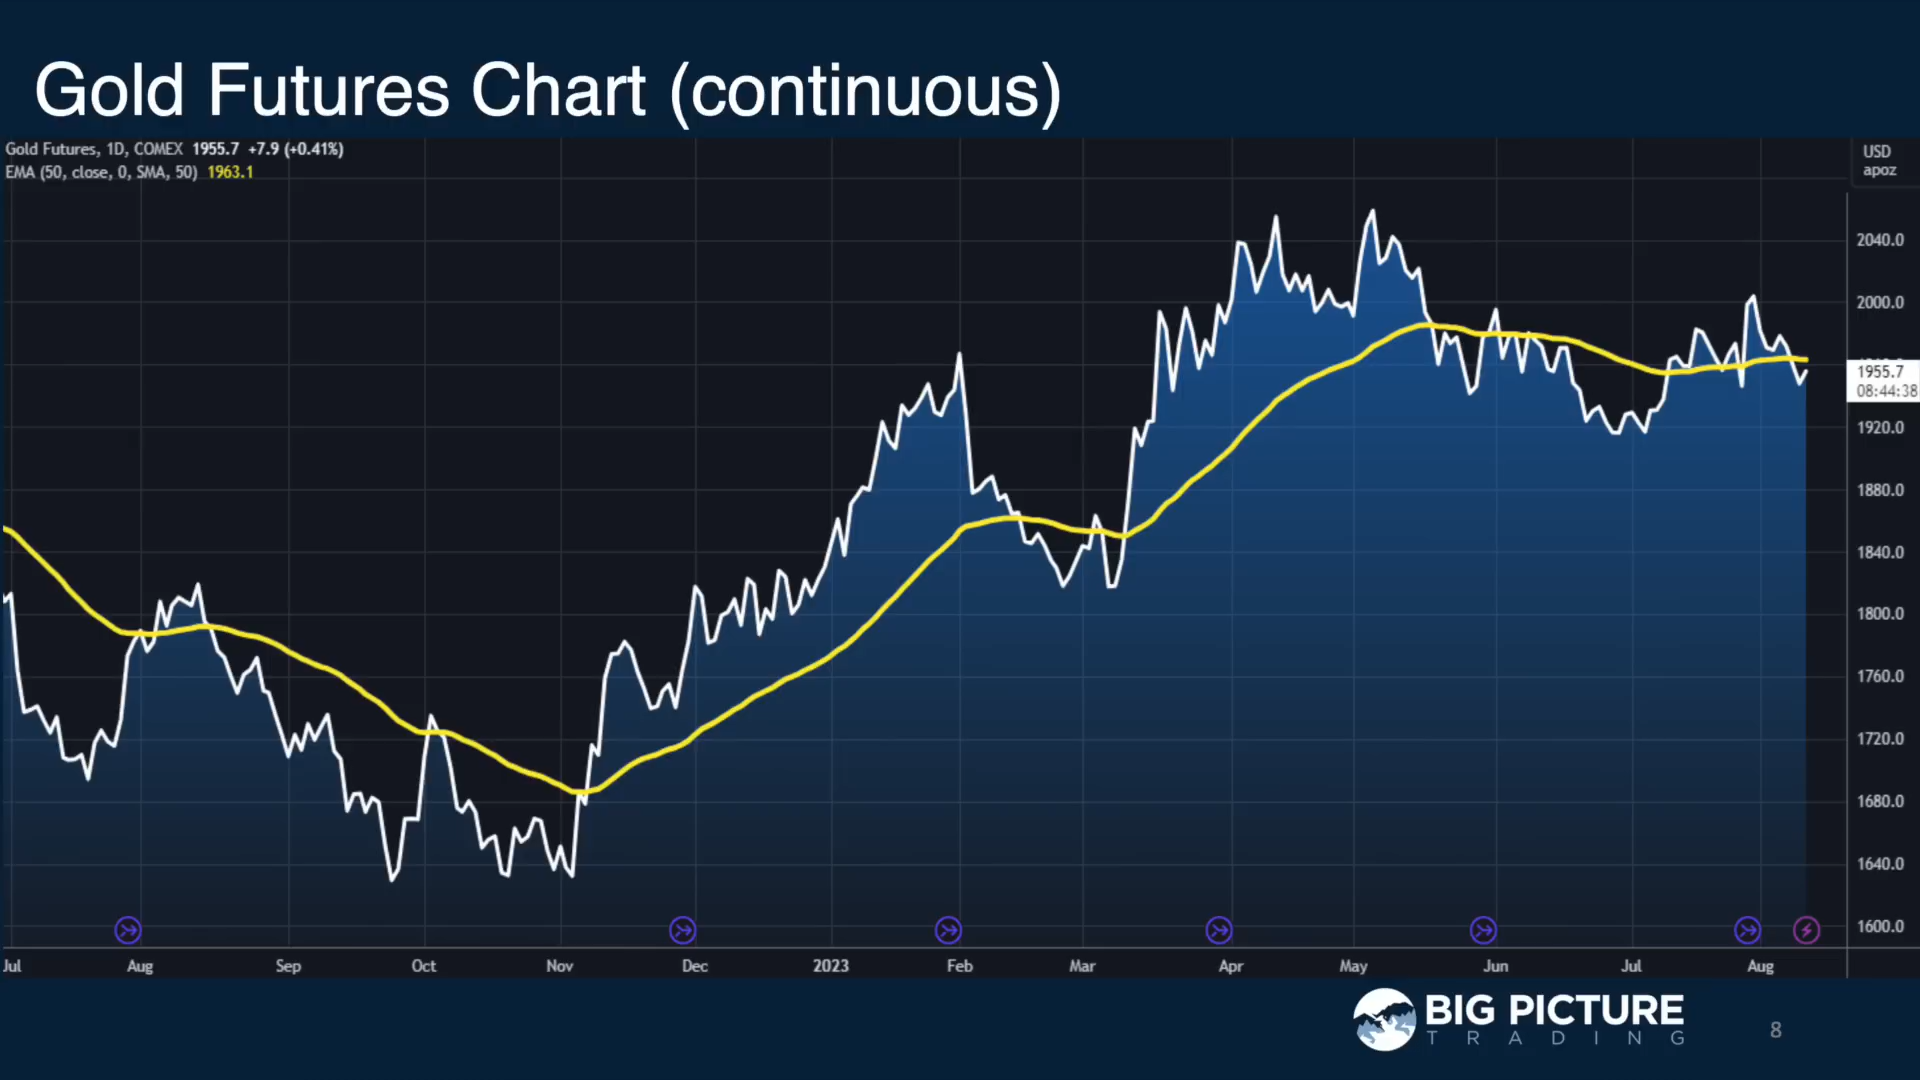 Gold Futures Chart (continuous)
Gold Futures, 1D, COMEX 1955.7 +7.9 (+0.41%)
EMA (50, close, 0, SMA, 50) 1963.1
USD
apoz
2040.0
2000.0
1955.7
08:44:38
1920.0
1880.0
1840.0
1800.0
1760.0
1720.0
1680.0
1640.0
1600.0
Jul Aug Sep Oct Nov Dec 2023 Feb Mar Apr May Jun Jul Aug
BIG PICTURE
TRADING
8